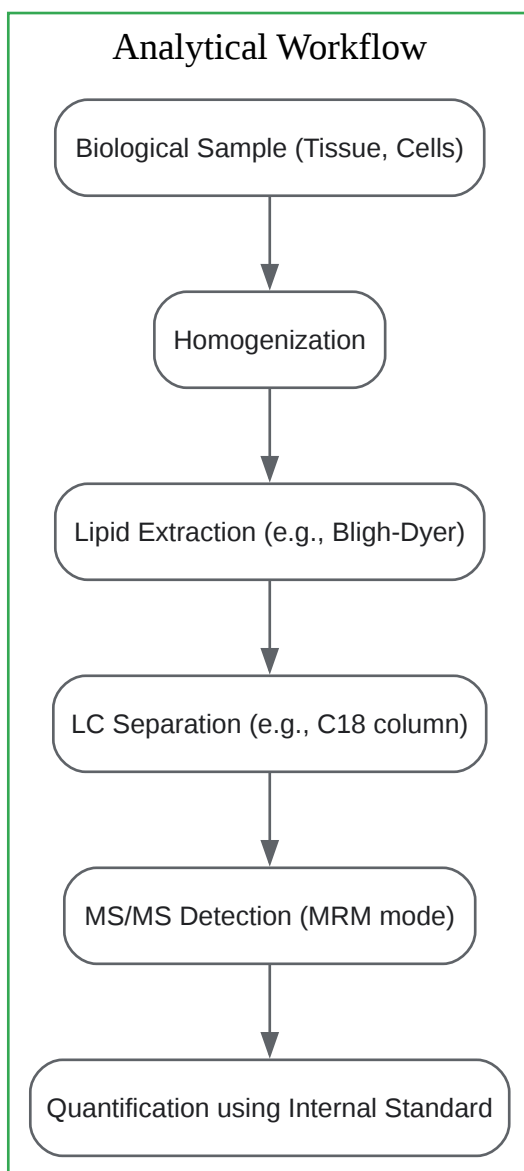 Analytical Workflow
Biological Sample (Tissue, Cells)
Homogenization
Lipid Extraction (e.g., Bligh-Dyer)
LC Separation (e.g., C18 column)
MS/MS Detection (MRM mode)
Quantification using Internal Standard